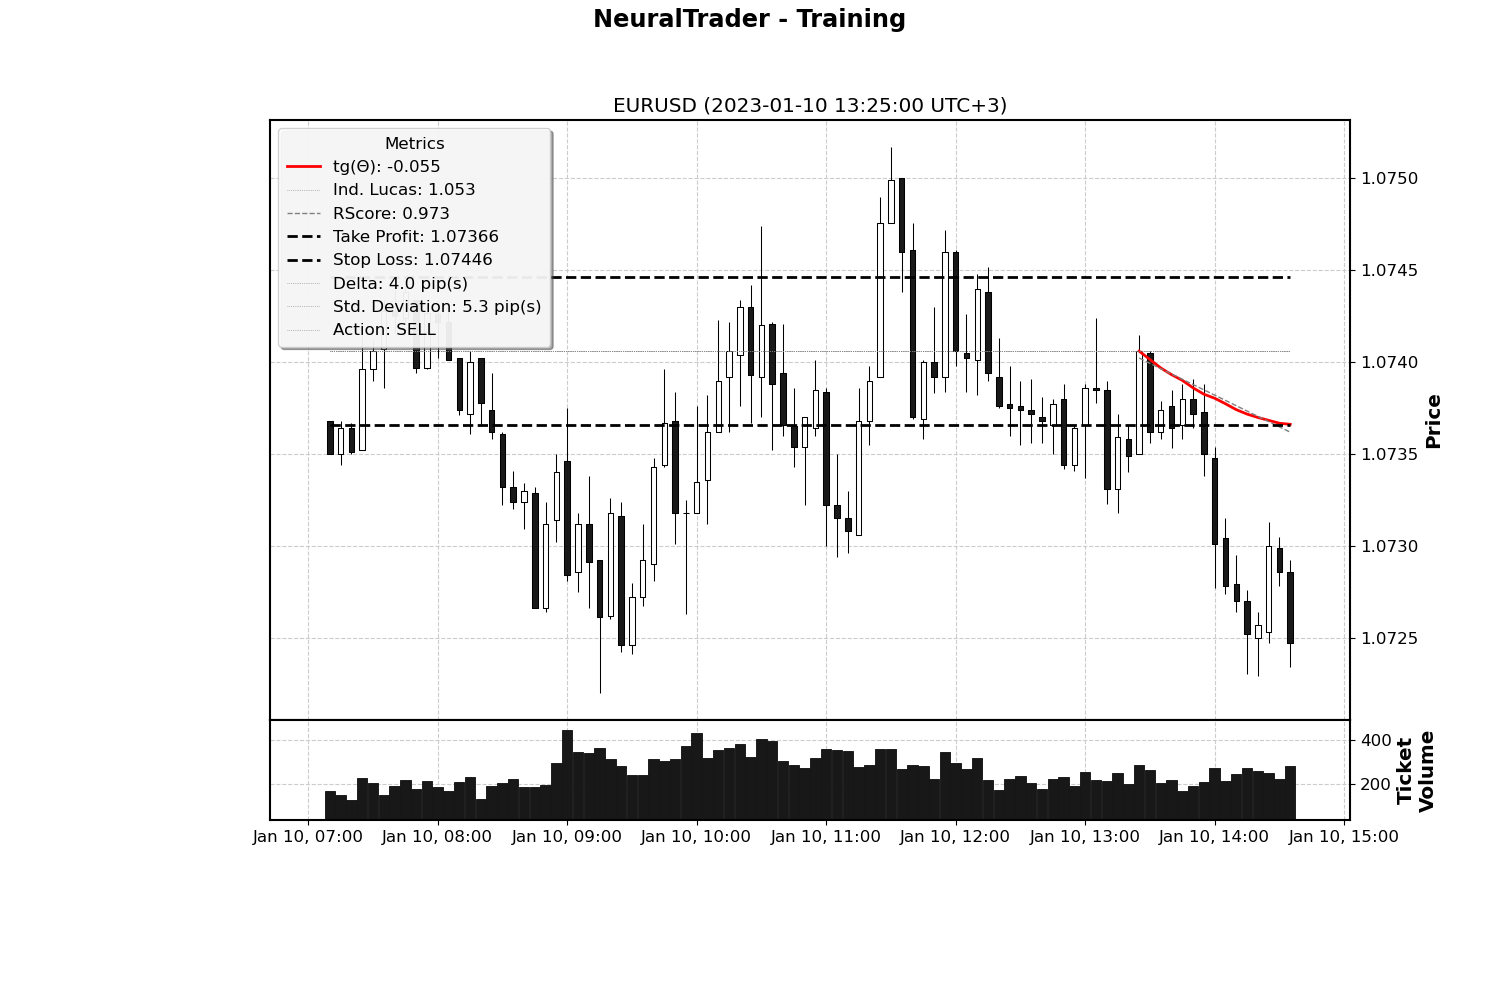 NeuralTrader - Training
EURUSD (2023-01-10 13:25:00 UTC+3)
Metrics
tg(Θ): -0.055
Ind. Lucas: 1.053
RScore: 0.973
Take Profit: 1.07366
Stop Loss: 1.07446
Delta: 4.0 pip(s)
Std. Deviation: 5.3 pip(s)
Action: SELL
1.0750
1.0745
1.0740
1.0735
1.0730
1.0725
Price
400
200
Ticket
Volume
Jan 10, 07:00
Jan 10, 08:00
Jan 10, 09:00
Jan 10, 10:00
Jan 10, 11:00
Jan 10, 12:00
Jan 10, 13:00
Jan 10, 14:00
Jan 10, 15:00